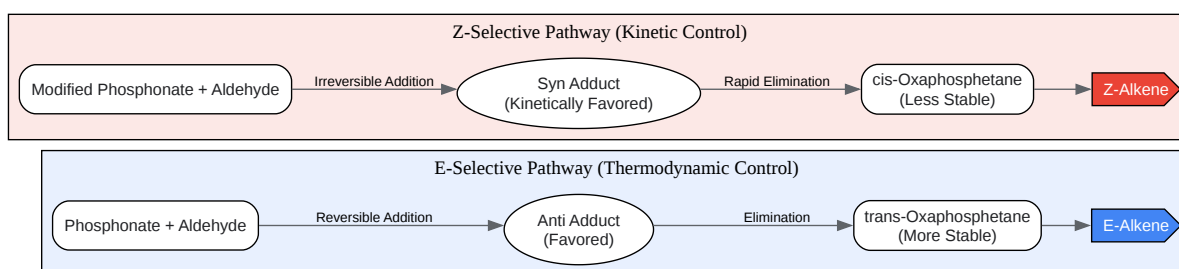 Z-Selective Pathway (Kinetic Control)
Modified Phosphonate + Aldehyde
Irreversible Addition
Syn Adduct
(Kinetically Favored)
Rapid Elimination
cis-Oxaphosphetane
(Less Stable)
Z-Alkene
E-Selective Pathway (Thermodynamic Control)
Phosphonate + Aldehyde
Reversible Addition
Anti Adduct
(Favored)
Elimination
trans-Oxaphosphetane
(More Stable)
E-Alkene